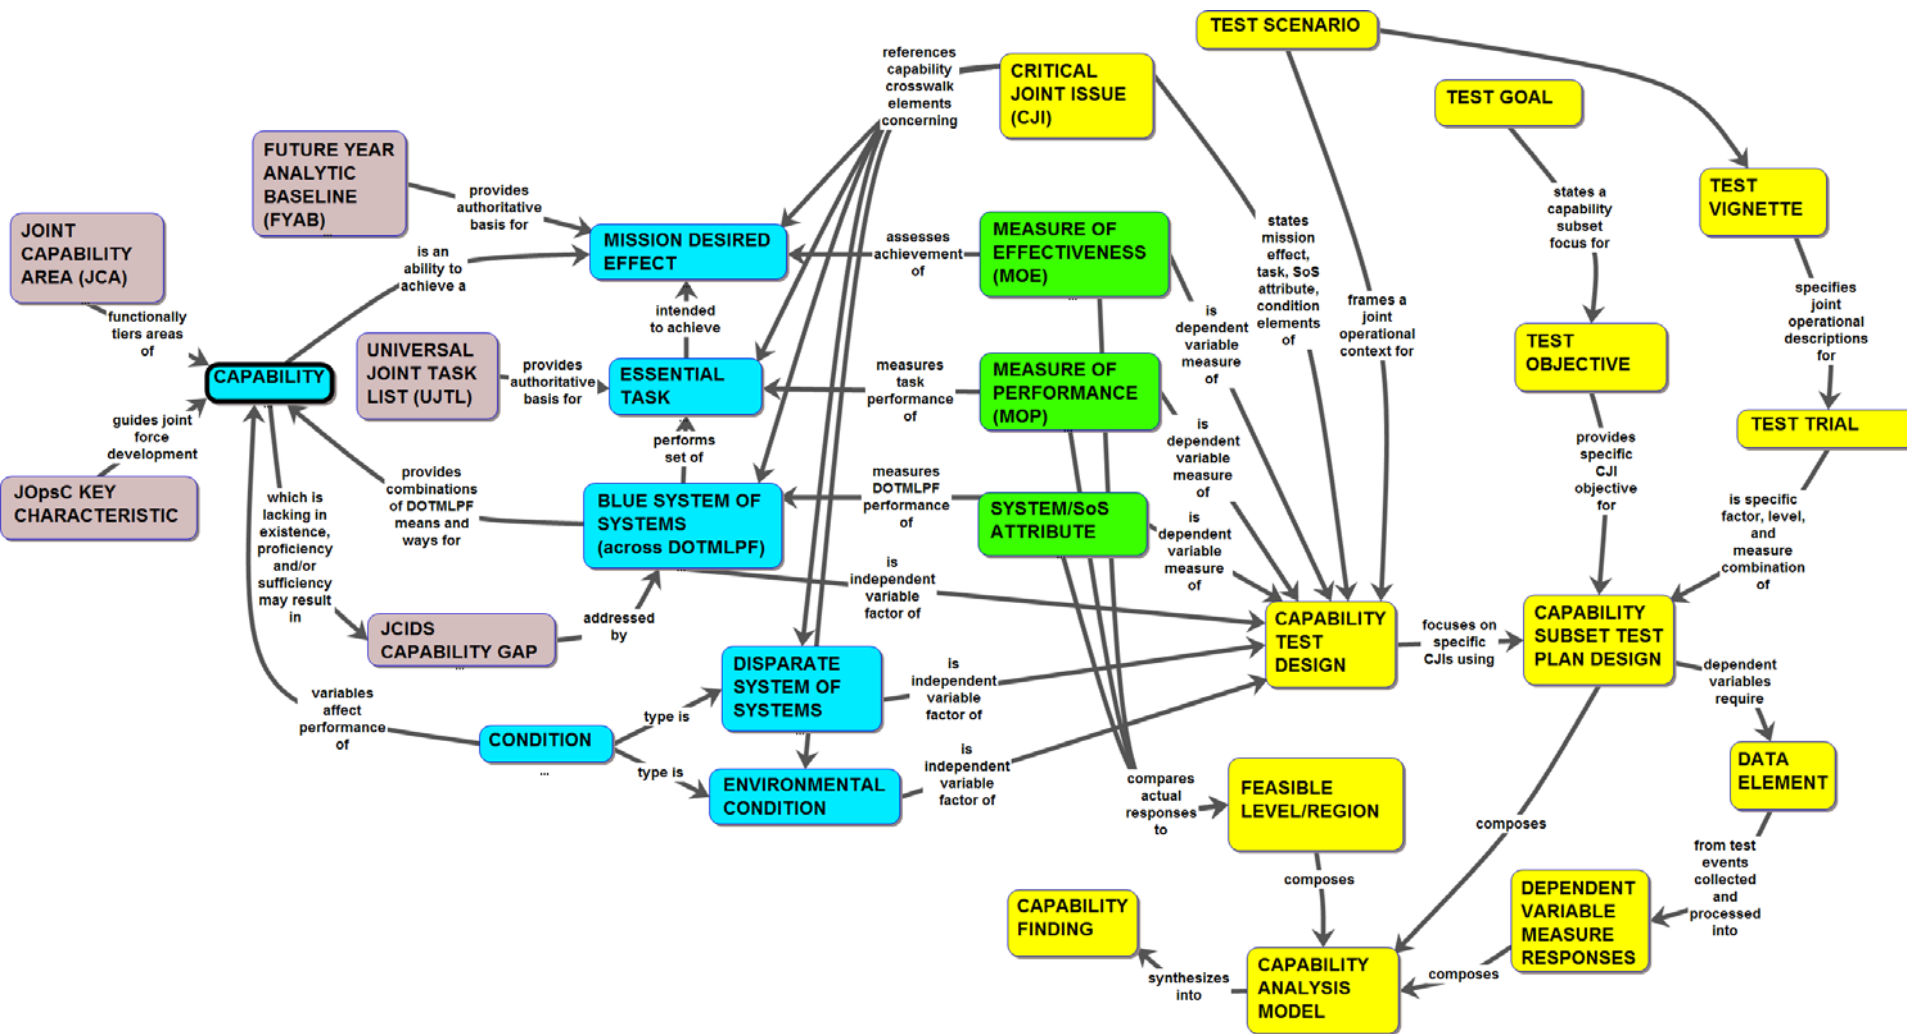 TEST SCENARIO
references
capability
crosswalk
elements
concerning
CRITICAL
JOINT ISSUE
(CJI)
TEST GOAL
FUTURE YEAR
ANALYTIC
BASELINE
(FYAB)
...
provides
authoritative
basis for
states a
capability
subset
focus for
TEST
VIGNETTE
JOINT
CAPABILITY
AREA (JCA)
...
is an
ability to
achieve a
MISSION DESIRED
EFFECT
assesses
achievement
of
MEASURE OF
EFFECTIVENESS
(MOE)
...
states
mission
effect,
task, SoS
attribute,
condition
elements
of
frames a
joint
operational
context for
specifies
joint
operational
descriptions
for
functionally
tiers areas
of
intended
to achieve
is
dependent
variable
measure
of
TEST
OBJECTIVE
UNIVERSAL
JOINT TASK
LIST (UJTL)
provides
authoritative
basis for
ESSENTIAL
TASK
measures
task
performance
of
MEASURE OF
PERFORMANCE
(MOP)
...
CAPABILITY
...
TEST TRIAL
guides joint
force
development
performs
set of
is
dependent
variable
measure
of
provides
specific
CJI
objective
for
JOpsC KEY
CHARACTERISTIC
which is
lacking in
existence,
proficiency
and/or
sufficiency
may result
in
provides
combinations
of DOTMLPF
means and
ways for
BLUE SYSTEM OF
SYSTEMS
(across DOTMLPF)
...
measures
DOTMLPF
performance
of
SYSTEM/SoS
ATTRIBUTE
...
is
dependent
variable
measure
of
is specific
factor, level,
and
measure
combination
of
is
independent
variable
factor of
JCIDS
CAPABILITY GAP
...
addressed
by
CAPABILITY
TEST
DESIGN
focuses on
specific
CJIs using
CAPABILITY
SUBSET TEST
PLAN DESIGN
DISPARATE
SYSTEM OF
SYSTEMS
...
is
independent
variable
factor of
dependent
variables
require
variables
affect
performance
of
CONDITION
...
type is
type is
ENVIRONMENTAL
CONDITION
is
independent
variable
factor of
compares
actual
responses
to
FEASIBLE
LEVEL/REGION
DATA
ELEMENT
composes
composes
from test
events
collected
and
processed
into
CAPABILITY
FINDING
DEPENDENT
VARIABLE
MEASURE
RESPONSES
synthesizes
into
CAPABILITY
ANALYSIS
MODEL
composes